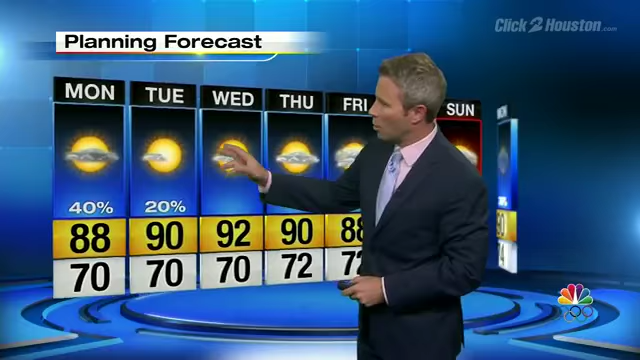 Click2Houston.com
Planning Forecast
MON TUE WED THU FRI SUN
40% 20%
88 90 92 90 88
70 70 70 72 72